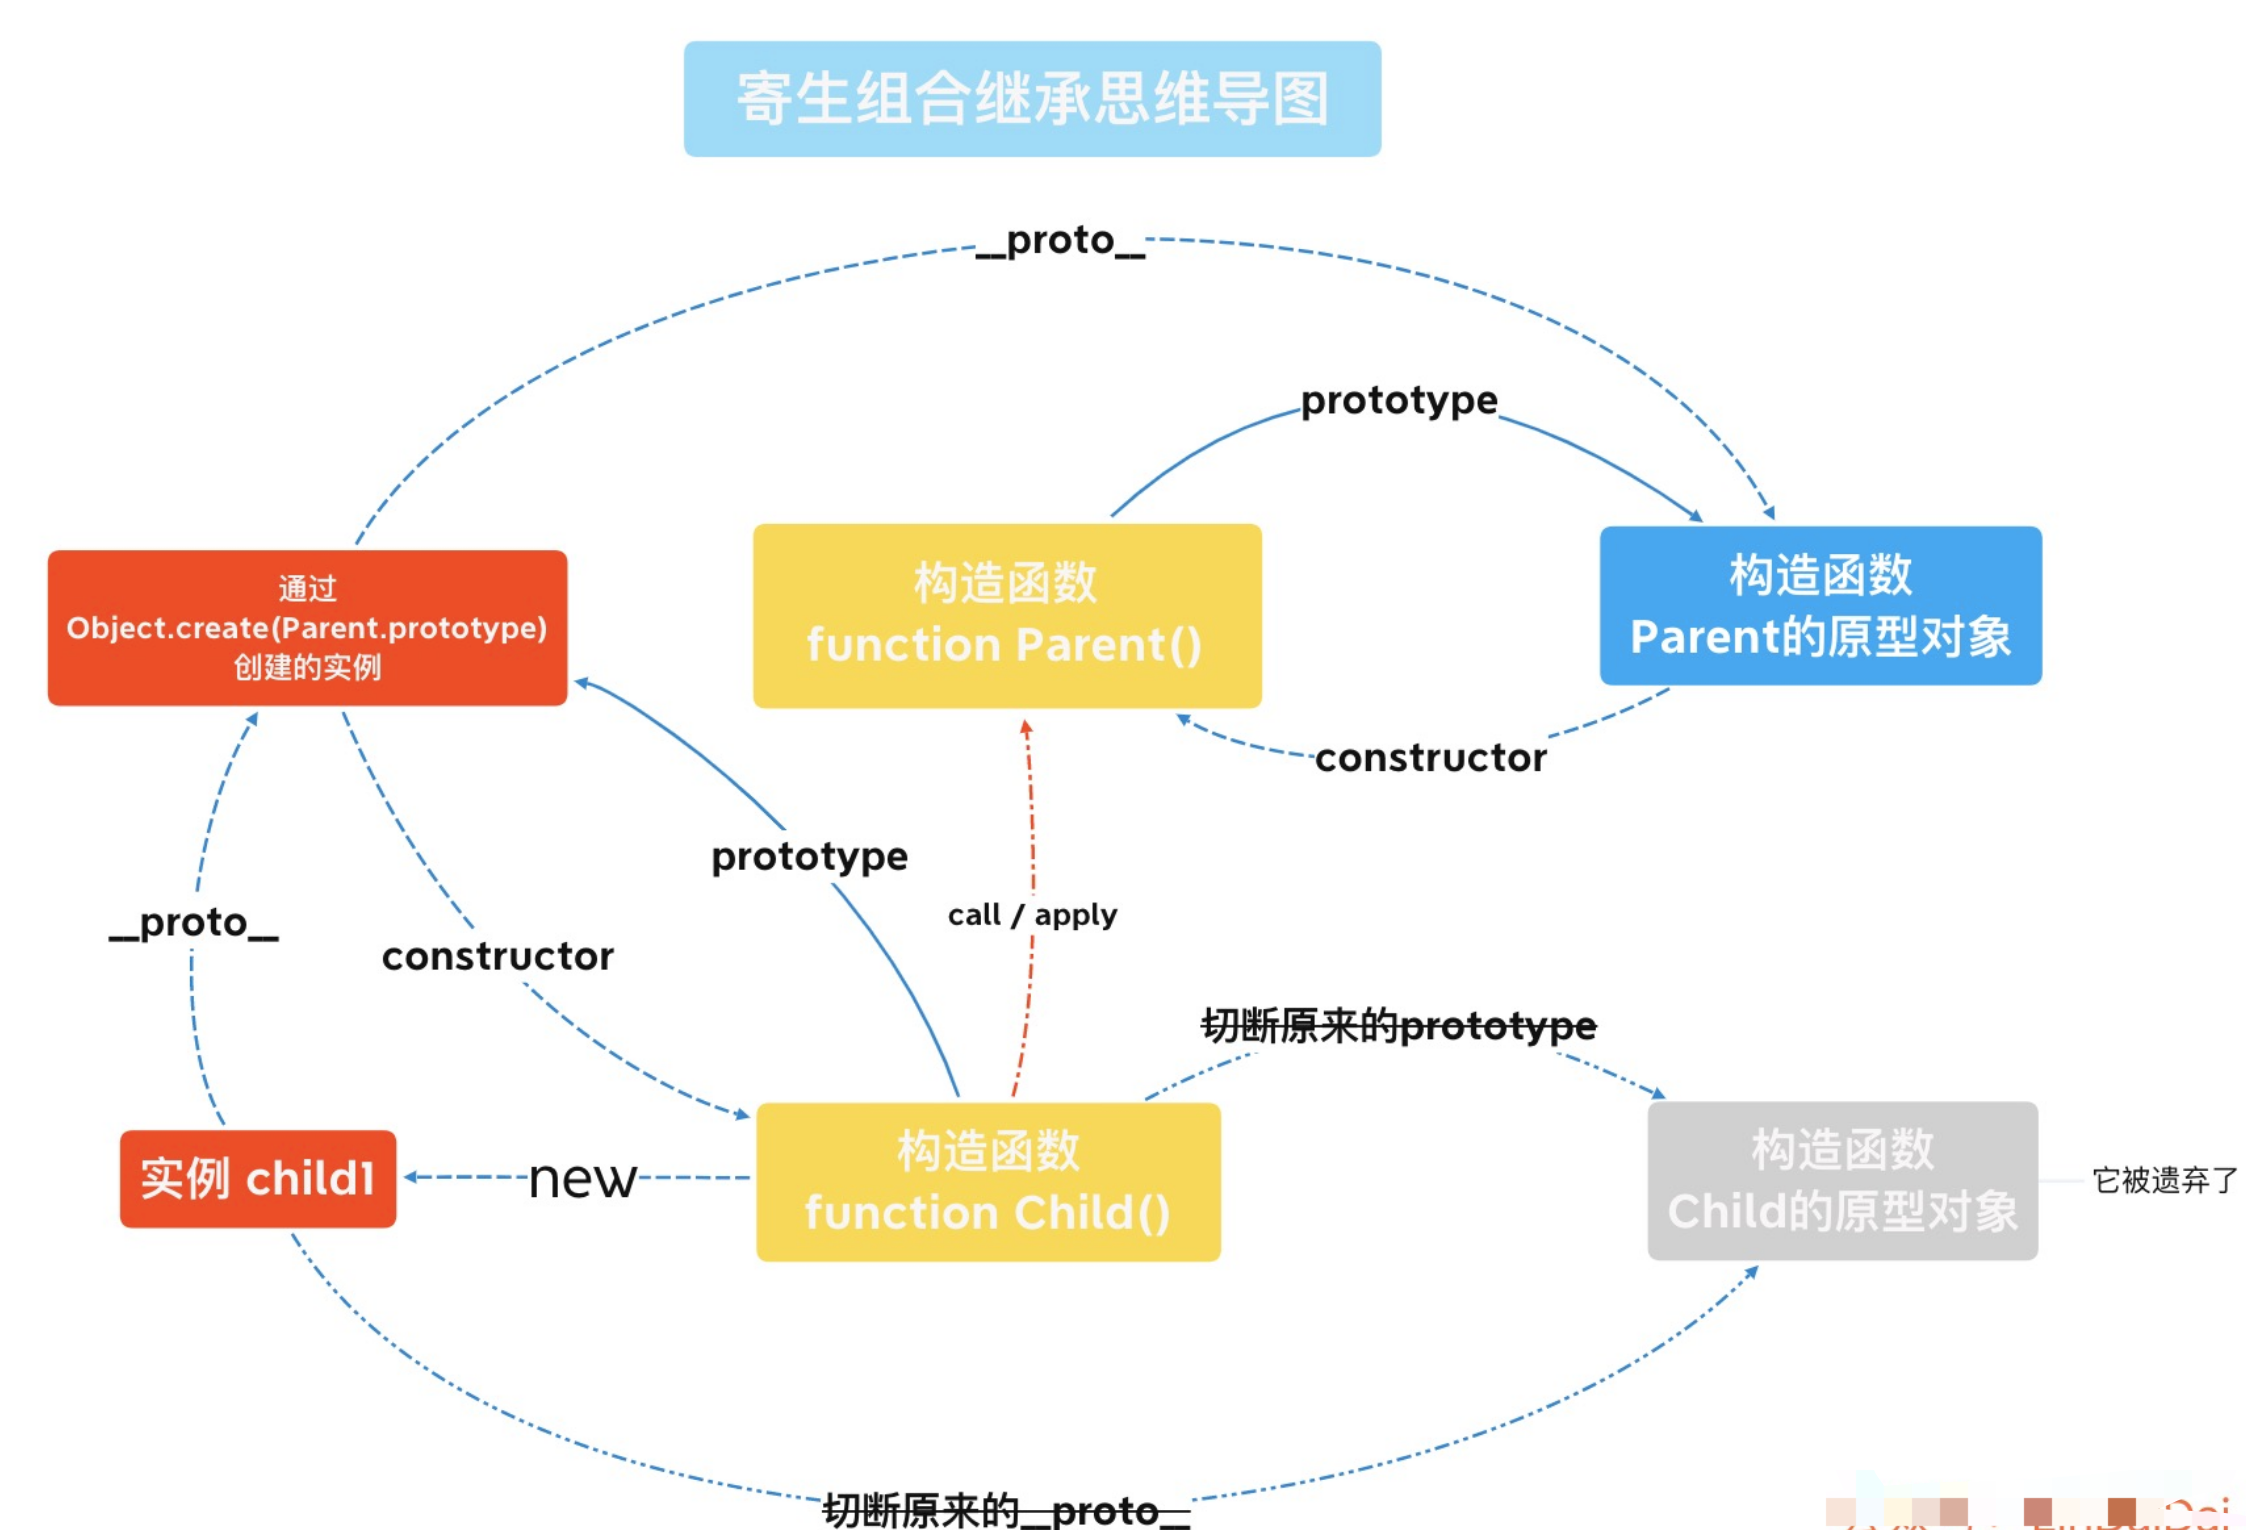 寄生组合继承思维导图
__proto__
prototype
通过
Object.create(Parent.prototype)
创建的实例
构造函数
function Parent()
构造函数
Parent的原型对象
constructor
prototype
call / apply
__proto__
constructor
切断原来的prototype
实例 child1
new
构造函数
function Child()
构造函数
Child的原型对象
它被遗弃了
切断原来的__proto__